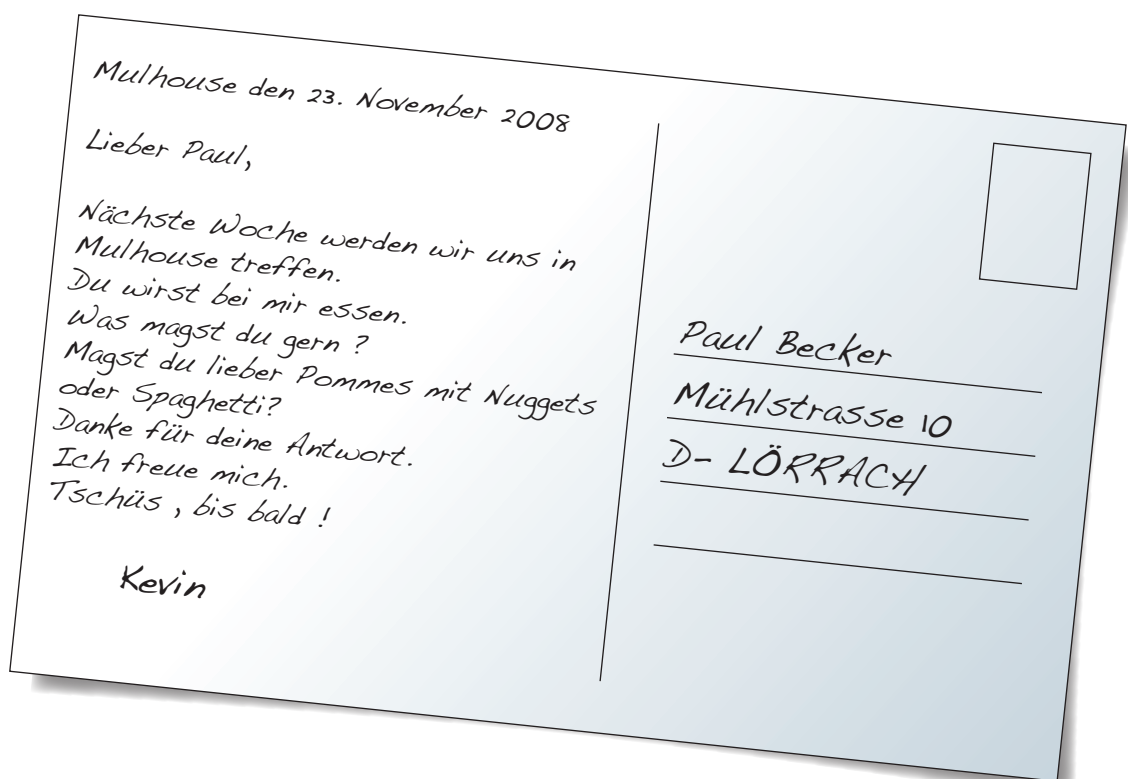 Mulhouse den 23. November 2008
Lieber Paul,
Nächste Woche werden wir uns in
Mulhouse treffen.
Du wirst bei mir essen.
Was magst du gern ?
Magst du lieber Pommes mit Nuggets
oder Spaghetti?
Danke für deine Antwort.
Ich freue mich.
Tschüs , bis bald !
Kevin
Paul Becker
Mühlstrasse 10
D- LÖRRACH